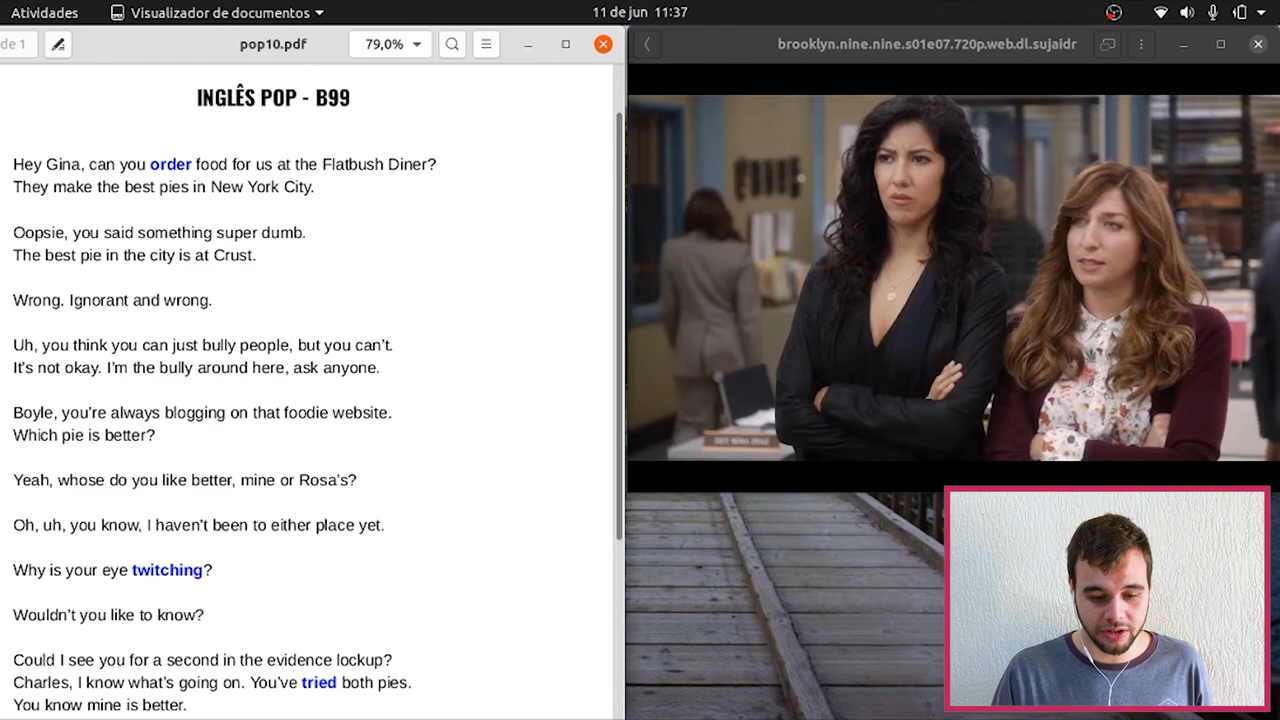 Atividades
Visualizador de documentos
11 de jun 11:37
de 1
pop10.pdf
79,0%
brooklyn.nine.nine.s01e07.720p.web.dl.sujaidr
INGLÊS POP - B99
Hey Gina, can you order food for us at the Flatbush Diner?
They make the best pies in New York City.
Oopsie, you said something super dumb.
The best pie in the city is at Crust.
Wrong. Ignorant and wrong.
Uh, you think you can just bully people, but you can’t.
It’s not okay. I’m the bully around here, ask anyone.
Boyle, you’re always blogging on that foodie website.
Which pie is better?
Yeah, whose do you like better, mine or Rosa’s?
Oh, uh, you know, I haven’t been to either place yet.
Why is your eye twitching?
Wouldn’t you like to know?
Could I see you for a second in the evidence lockup?
Charles, I know what’s going on. You’ve tried both pies.
You know mine is better.